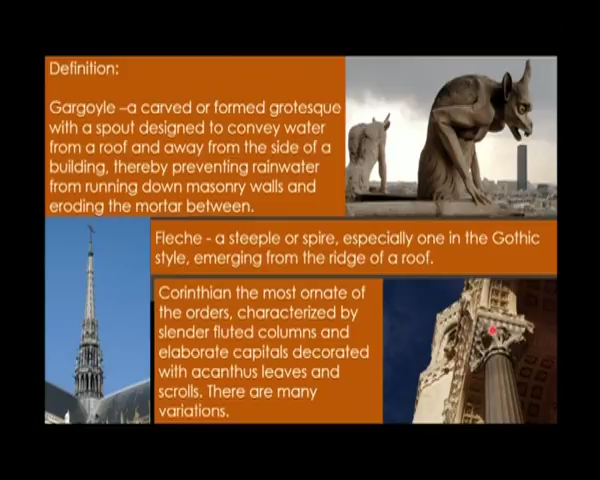 Definition:
Gargoyle –a carved or formed grotesque
with a spout designed to convey water
from a roof and away from the side of a
building, thereby preventing rainwater
from running down masonry walls and
eroding the mortar between.
Fleche - a steeple or spire, especially one in the Gothic
style, emerging from the ridge of a roof.
Corinthian the most ornate of
the orders, characterized by
slender fluted columns and
elaborate capitals decorated
with acanthus leaves and
scrolls. There are many
variations.